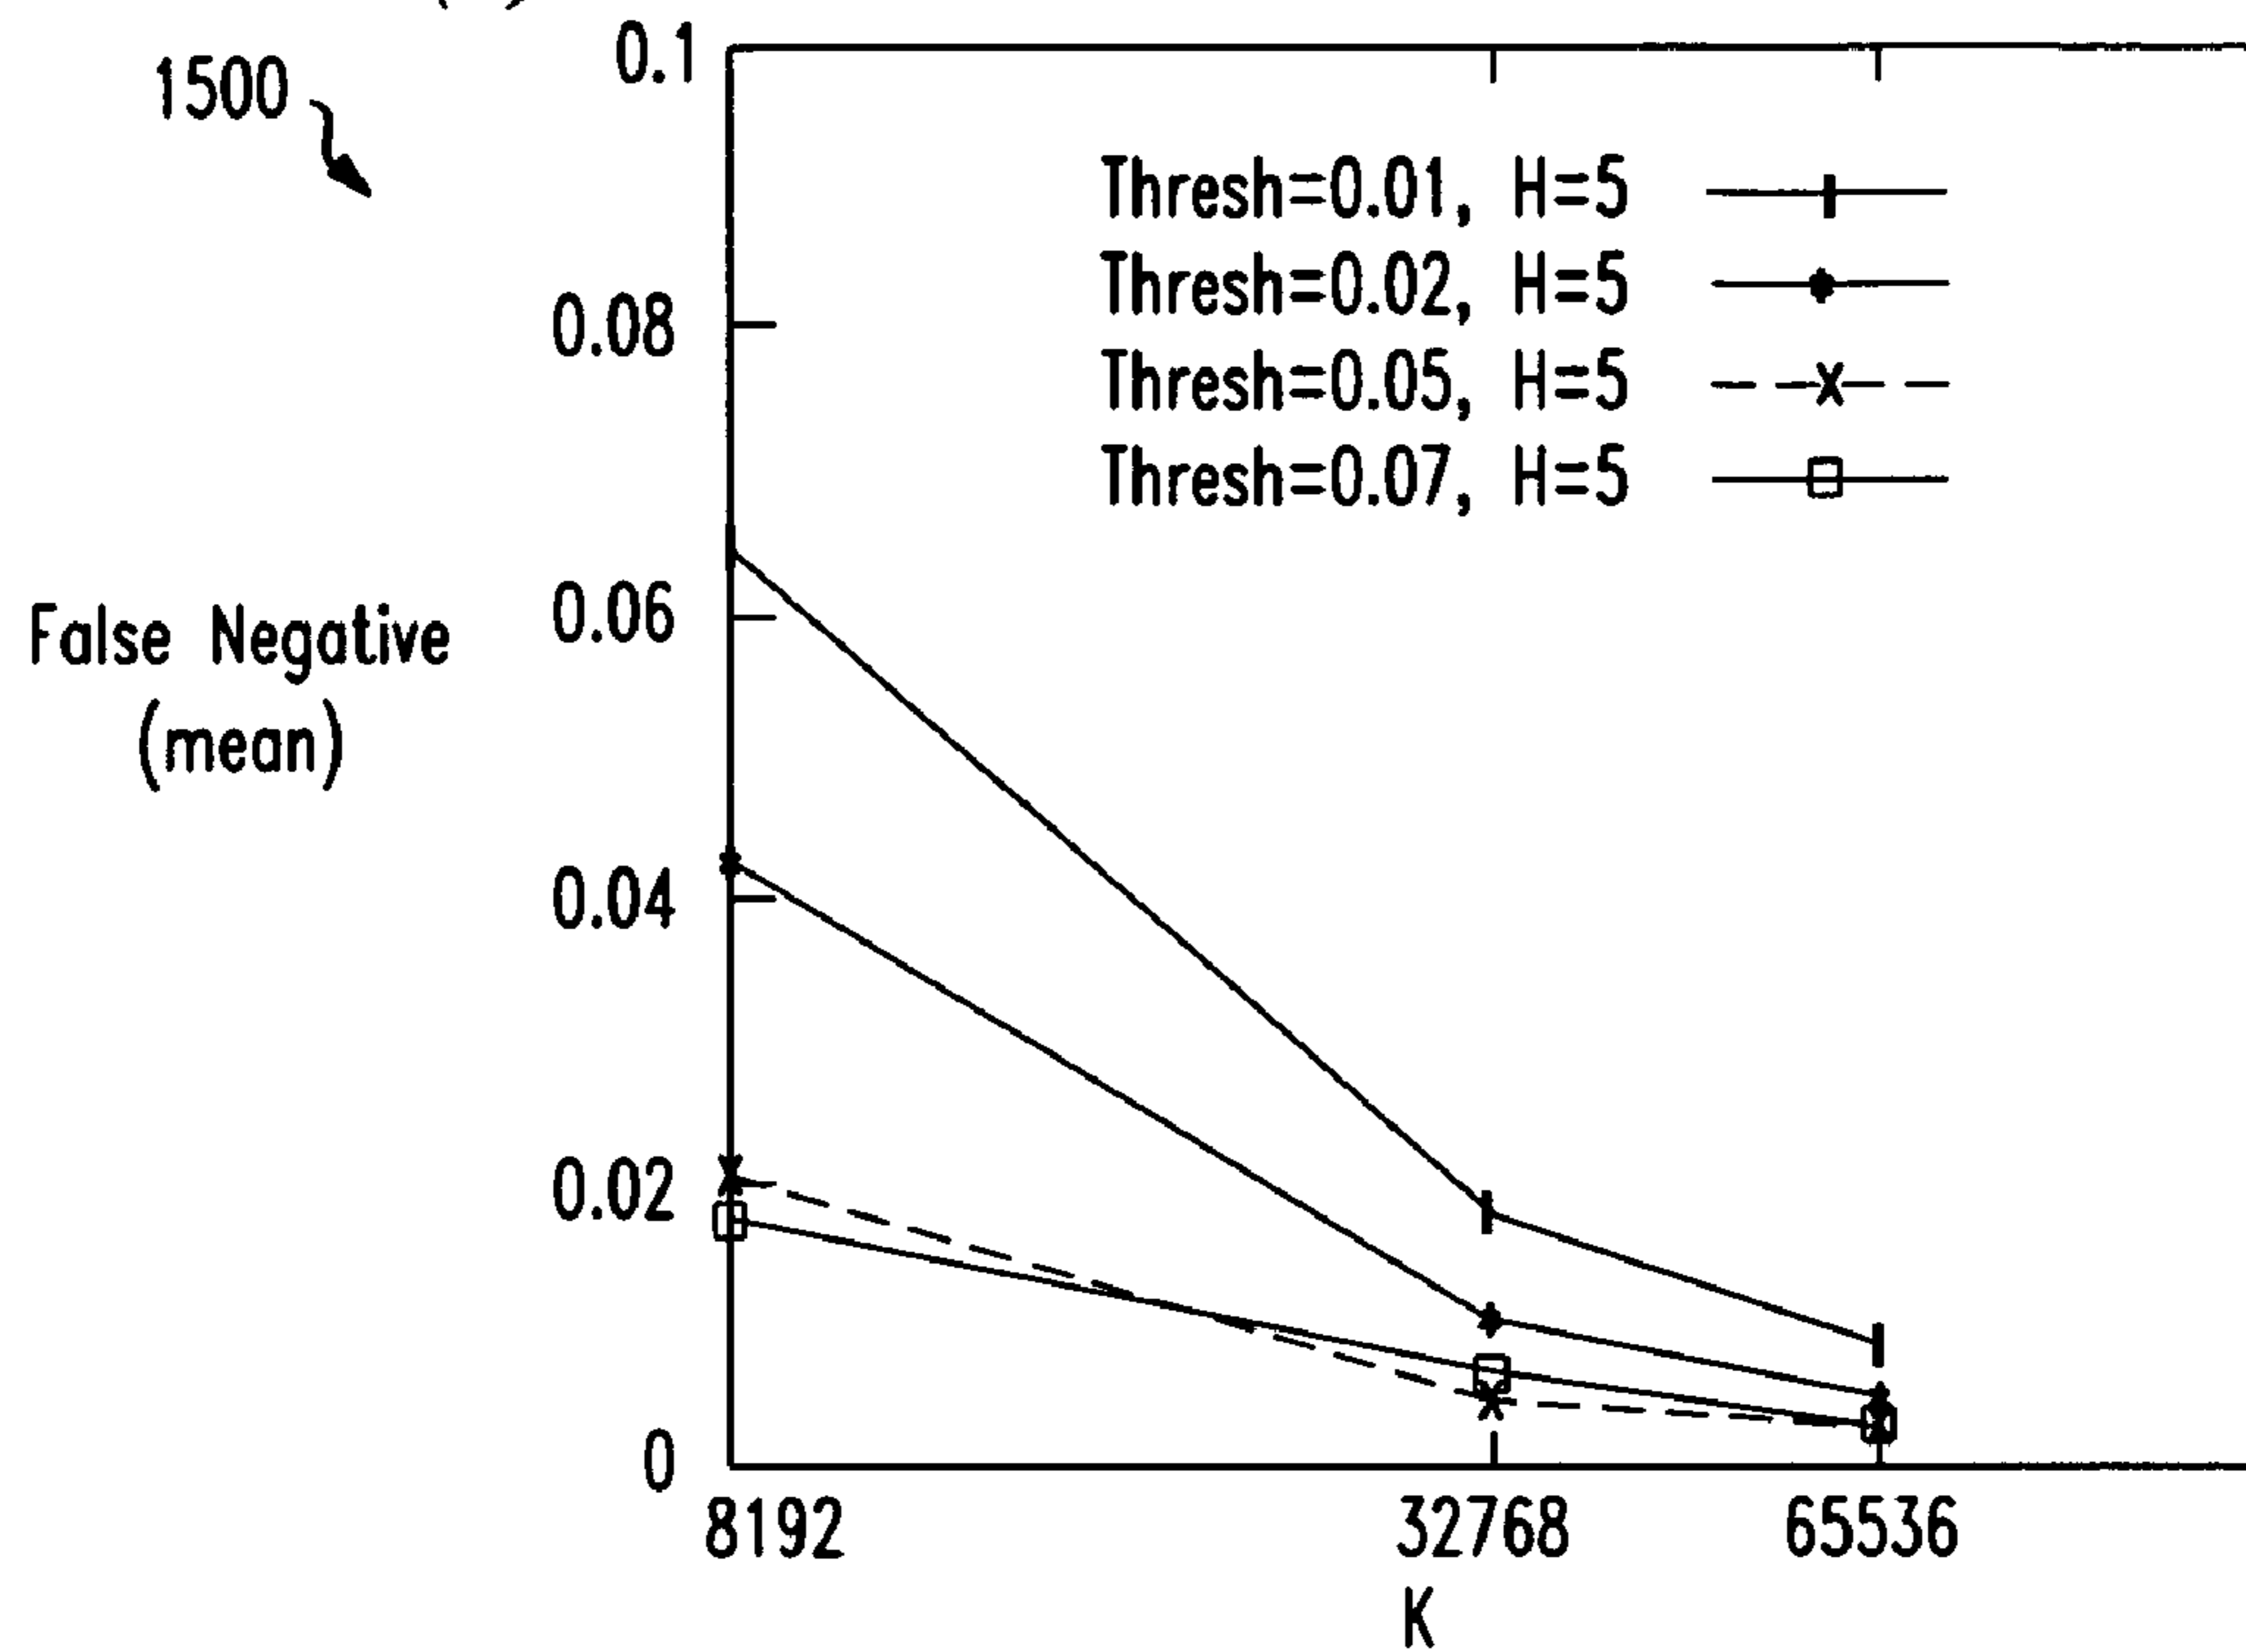 1500
0.1
Thresh=0.01, H=5
Thresh=0.02, H=5
Thresh=0.05, H=5
Thresh=0.07, H=5
0.08
0.06
False Negative
(mean)
0.04
0.02
0
8192
32768
65536
K